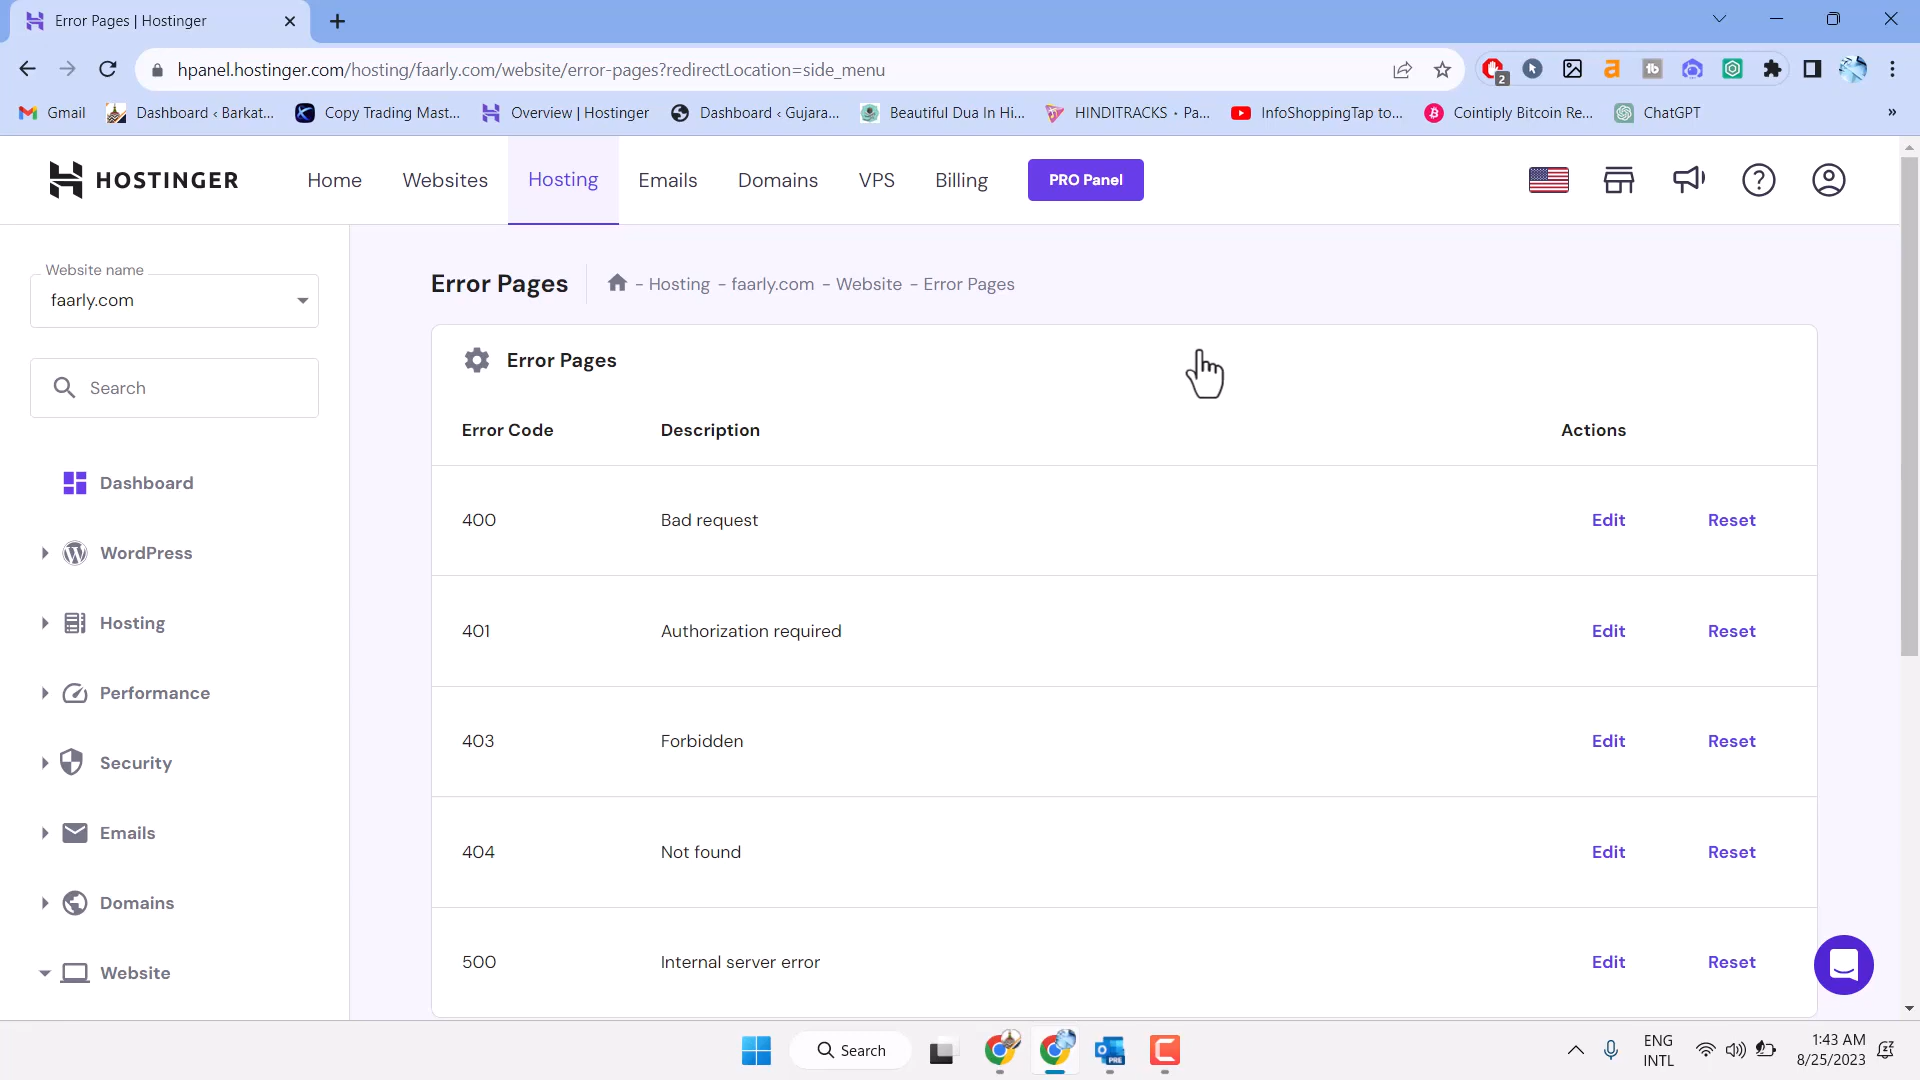 Error Pages | Hostinger
hpanel.hostinger.com/hosting/faarly.com/website/error-pages?redirectLocation=side_menu
2
Gmail
Dashboard ‹ Barkat...
Copy Trading Mast...
Overview | Hostinger
Dashboard ‹ Gujara...
Beautiful Dua In Hi...
HINDITRACKS • Pa...
InfoShoppingTap to...
Cointiply Bitcoin Re...
ChatGPT
»
HOSTINGER
Home
Websites
Hosting
Emails
Domains
VPS
Billing
PRO Panel
Website name
faarly.com
Search
Dashboard
WordPress
Hosting
Performance
Security
Emails
Domains
Website
Error Pages
- Hosting - faarly.com - Website - Error Pages
Error Pages
Error Code Description Actions
400 Bad request Edit Reset
401 Authorization required Edit Reset
403 Forbidden Edit Reset
404 Not found Edit Reset
500 Internal server error Edit Reset
Search
PRE
ENG
INTL
1:43 AM
8/25/2023